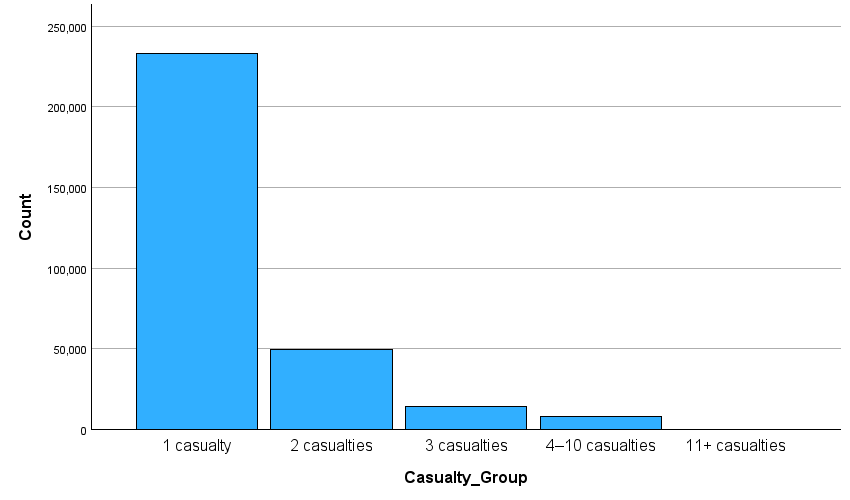 250,000
200,000
150,000
100,000
50,000
0
Count
1 casualty 2 casualties 3 casualties 4–10 casualties 11+ casualties
Casualty_Group